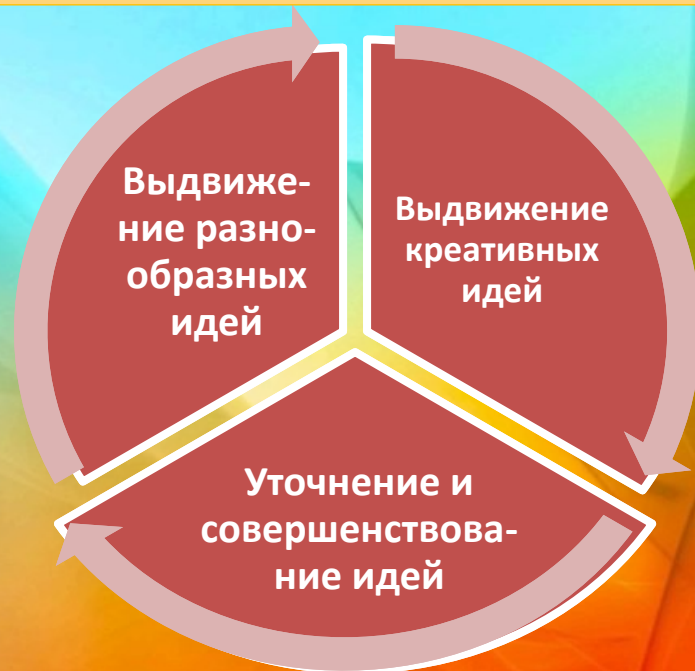 Выдвиже-
ние разно-
образных
идей
Выдвижение
креативных
идей
Уточнение и
совершенствова-
ние идей